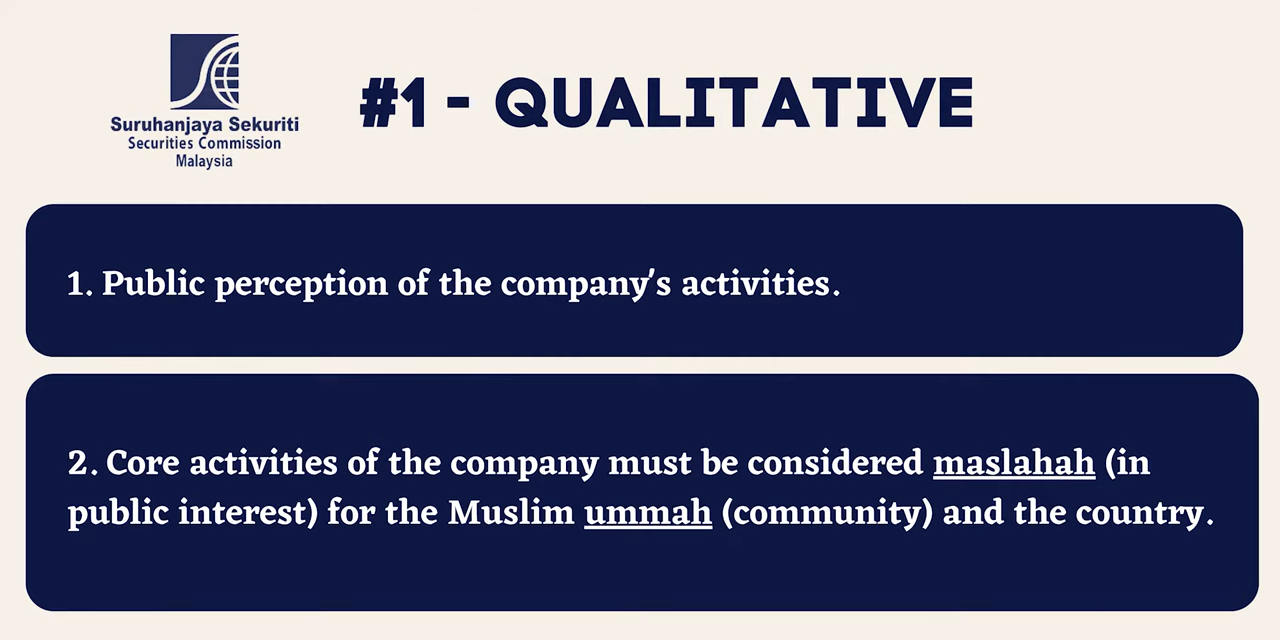 Suruhanjaya Sekuriti
Securities Commission
Malaysia
#1 - QUALITATIVE
1. Public perception of the company's activities.
2. Core activities of the company must be considered maslahah (in
public interest) for the Muslim ummah (community) and the country.